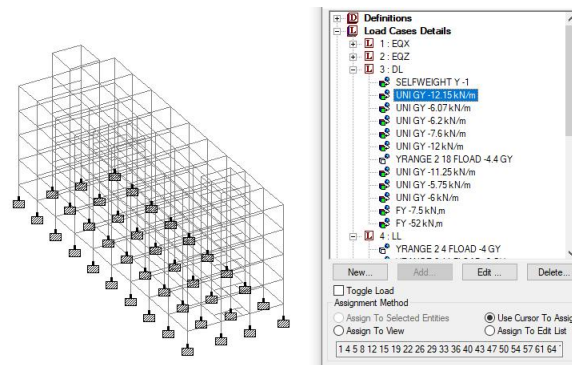 Definitions
Load Cases Details
1 : EQX
2 : EQZ
3 : DL
SELFWEIGHT Y -1
UNI GY -12.15 kN/m
UNI GY -6.07 kN/m
UNI GY -6.2 kN/m
UNI GY -7.6 kN/m
UNI GY -12 kN/m
YRANGE 2 18 FLOAD -4.4 GY
UNI GY -11.25 kN/m
UNI GY -5.75 kN/m
UNI GY -6 kN/m
FY -7.5 kN,m
FY -52 kN,m
4 : LL
YRANGE 2 4 FLOAD -4 GY
New... Add... Edit ... Delete...
Toggle Load
Assignment Method
Assign To Selected Entities Use Cursor To Assig
Assign To View Assign To Edit List
1 4 5 8 12 15 19 22 26 29 33 36 40 43 47 50 54 57 61 64